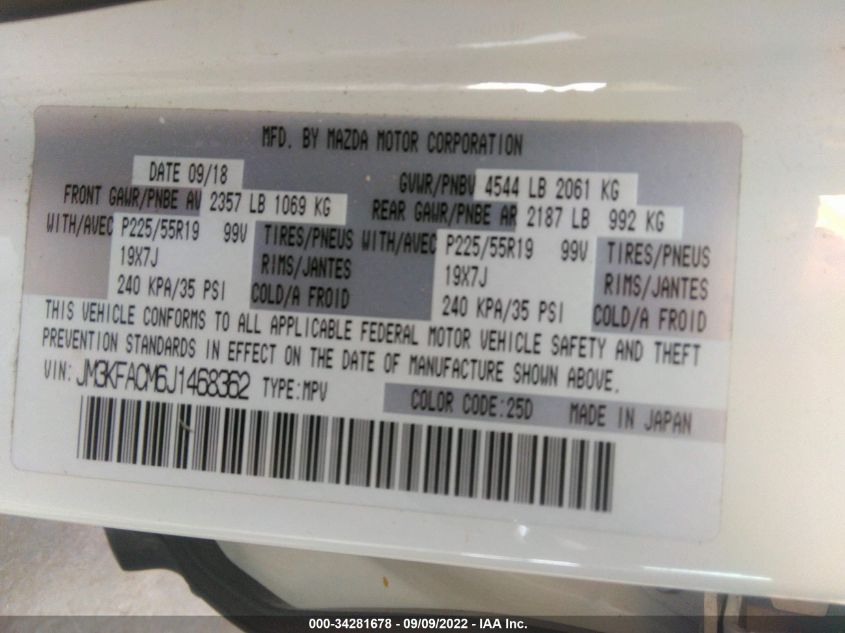 MFD. BY MAZDA MOTOR CORPORATION
DATE 09/18 GVWR/PNBV 4544 LB 2061 KG
FRONT GAWR/PNBE AV 2357 LB 1069 KG REAR GAWR/PNBE AR 2187 LB 992 KG
WITH/AVEC P225/55R19 99V TIRES/PNEUS WITH/AVEC P225/55R19 99V TIRES/PNEUS
19X7J RIMS/JANTES 19X7J RIMS/JANTES
240 KPA/35 PSI COLD/A FROID 240 KPA/35 PSI COLD/A FROID
THIS VEHICLE CONFORMS TO ALL APPLICABLE FEDERAL MOTOR VEHICLE SAFETY AND THEFT
PREVENTION STANDARDS IN EFFECT ON THE DATE OF MANUFACTURE SHOWN ABOVE.
VIN: JM3KFACM6J1468362 TYPE:MPV COLOR CODE:25D MADE IN JAPAN
000-34281678 - 09/09/2022 - IAA Inc.